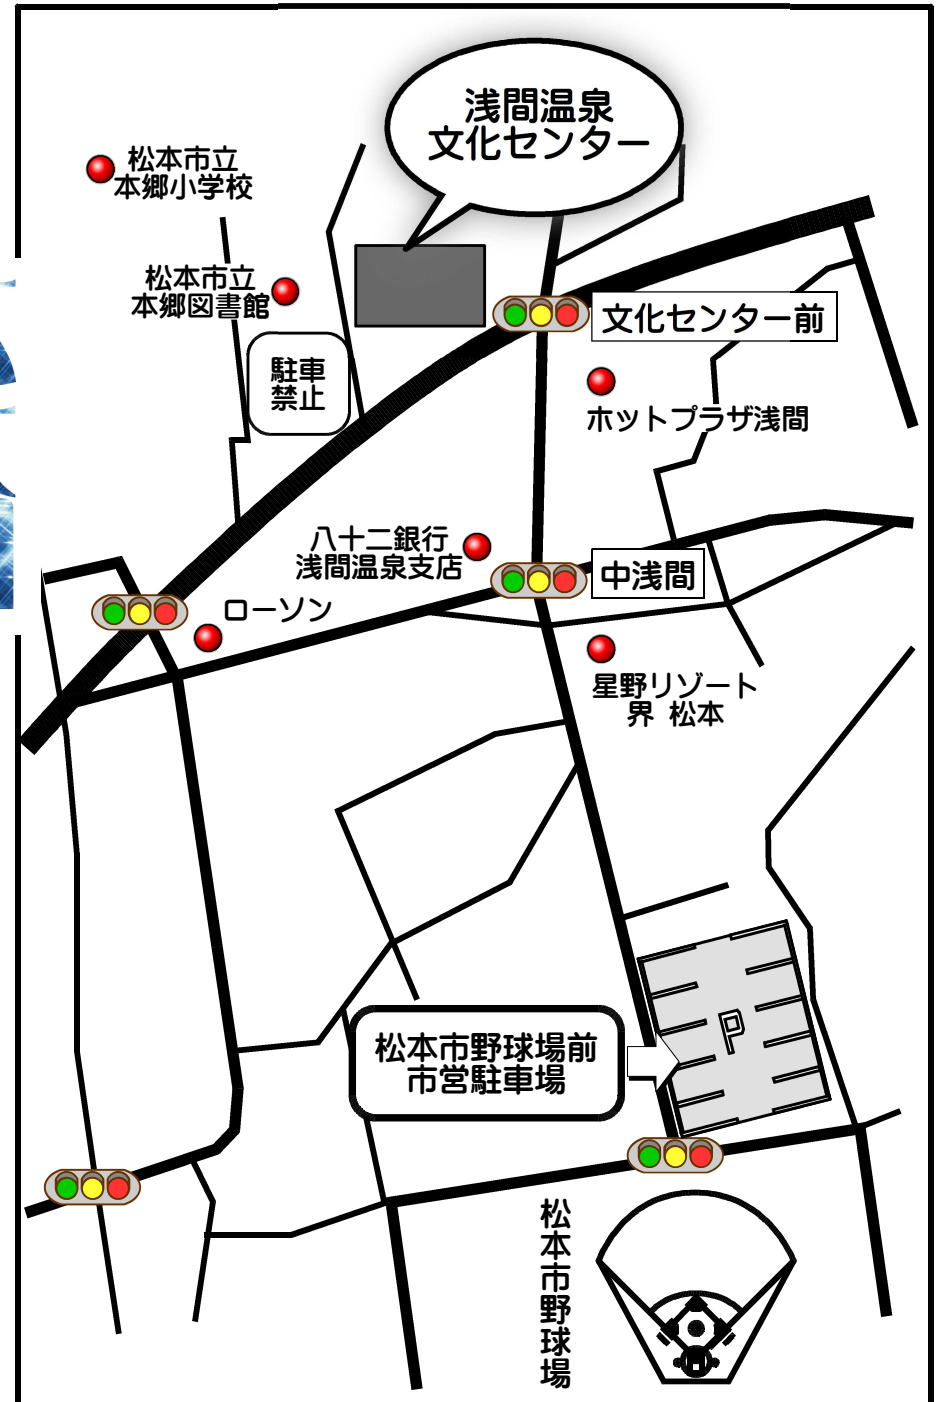 浅間温泉
文化センター
松本市立
本郷小学校
松本市立
本郷図書館
駐車
禁止
文化センター前
ホットプラザ浅間
八十二銀行
浅間温泉支店
中浅間
ローソン
星野リゾート
界 松本
P
松本市野球場前
市営駐車場
松本市野球場